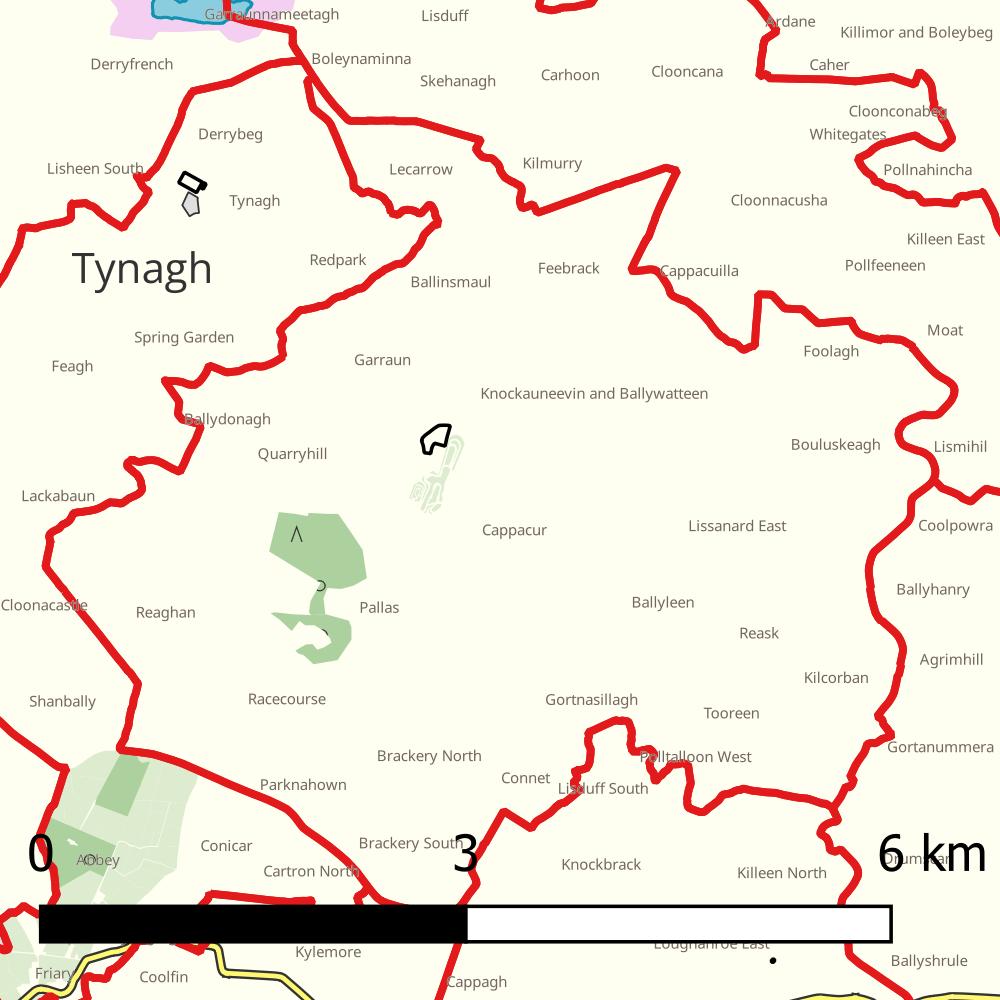 Garraunnameetagh
Lisduff
Ardane
Killimor and Boleybeg
Derryfrench
Boleynaminna
Skehanagh
Carhoon
Clooncana
Caher
Cloonconabeg
Whitegates
Derrybeg
Lisheen South
Lecarrow
Kilmurry
Pollnahincha
Tynagh
Cloonnacusha
Killeen East
Tynagh
Redpark
Ballinsmaul
Feebrack
Cappacuilla
Pollfeeneen
Spring Garden
Moat
Feagh
Garraun
Foolagh
Knockauneevin and Ballywatteen
Ballydonagh
Quarryhill
Bouluskeagh
Lismihil
Lackabaun
Cappacur
Lissanard East
Coolpowra
Cloonacastle
Reaghan
Pallas
Ballyleen
Ballyhanry
Reask
Agrimhill
Kilcorban
Shanbally
Racecourse
Gortnasillagh
Tooreen
Gortanummera
Brackery North
Polltalloon West
Parknahown
Connet
Lisduff South
Conicar
Brackery South
0
3
6 km
Abbey
Cartron North
Knockbrack
Killeen North
Drumscar
Kylemore
Loughanroe East
Friary
Coolfin
Cappagh
Ballyshrule